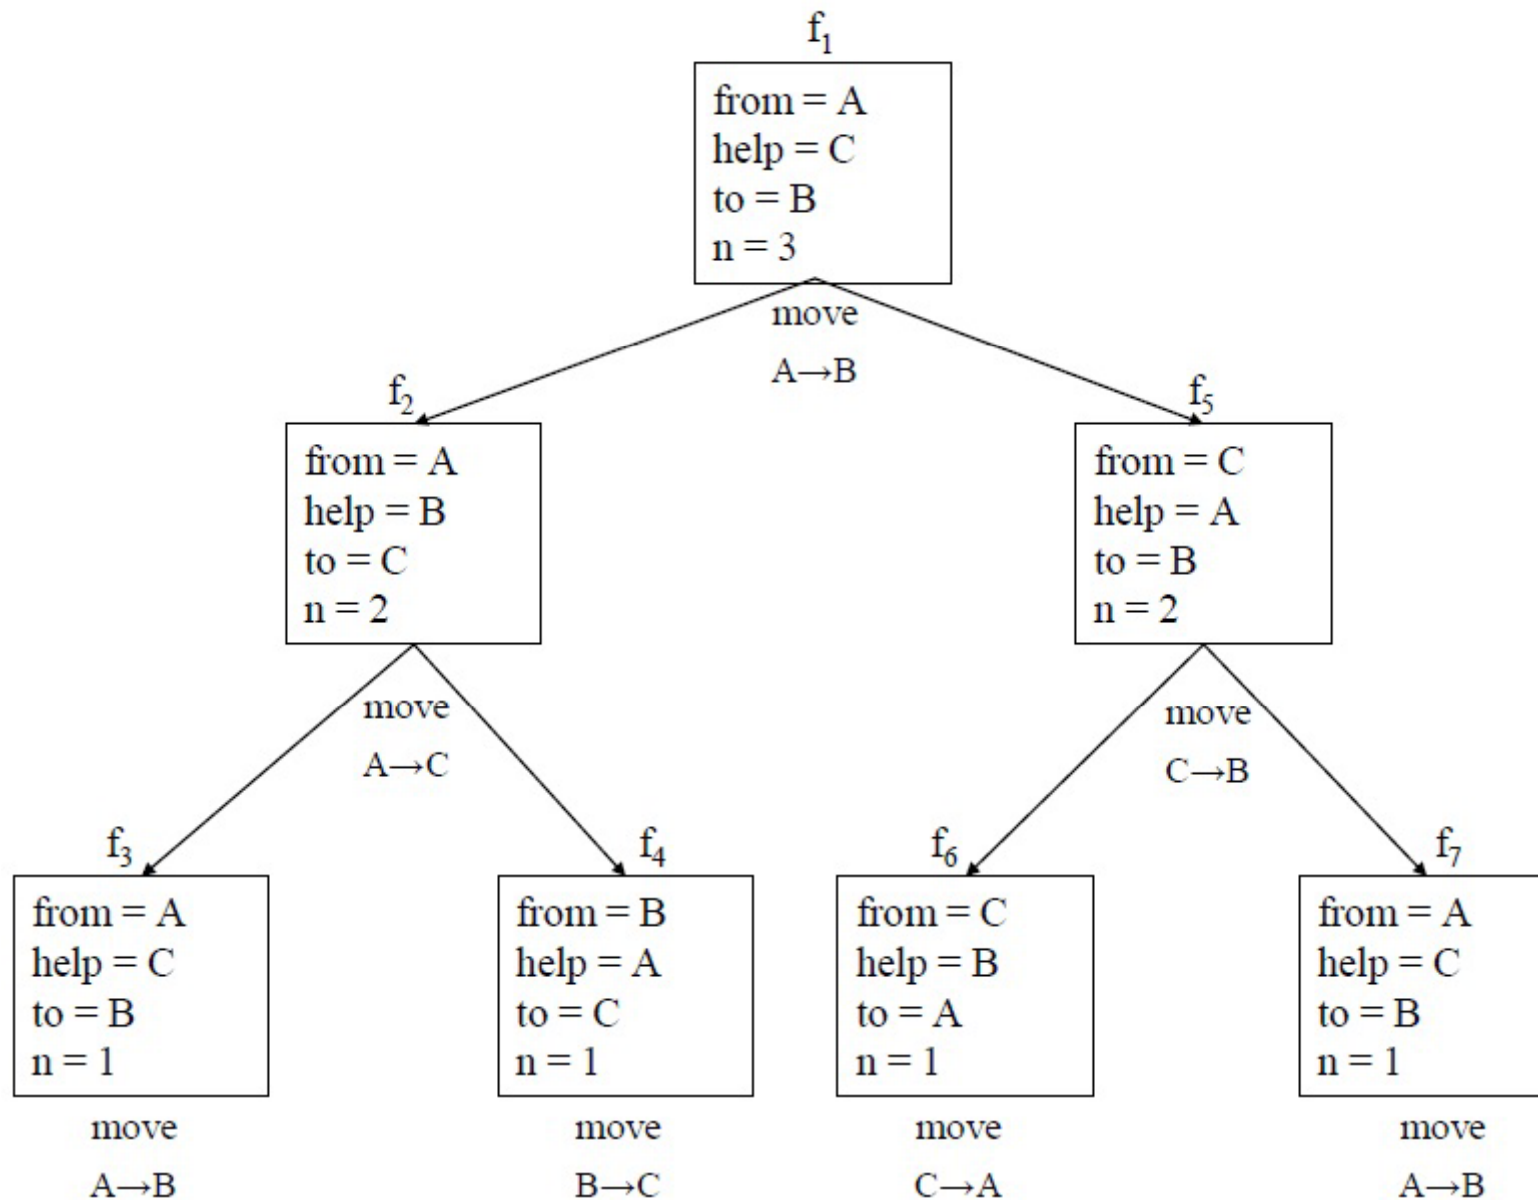 f₁
from = A
help = C
to = B
n = 3
move
A→B
f₂
from = A
help = B
to = C
n = 2
move
A→C
f₅
from = C
help = A
to = B
n = 2
move
C→B
f₃
from = A
help = C
to = B
n = 1
move
A→B
f₄
from = B
help = A
to = C
n = 1
move
B→C
f₆
from = C
help = B
to = A
n = 1
move
C→A
f₇
from = A
help = C
to = B
n = 1
move
A→B